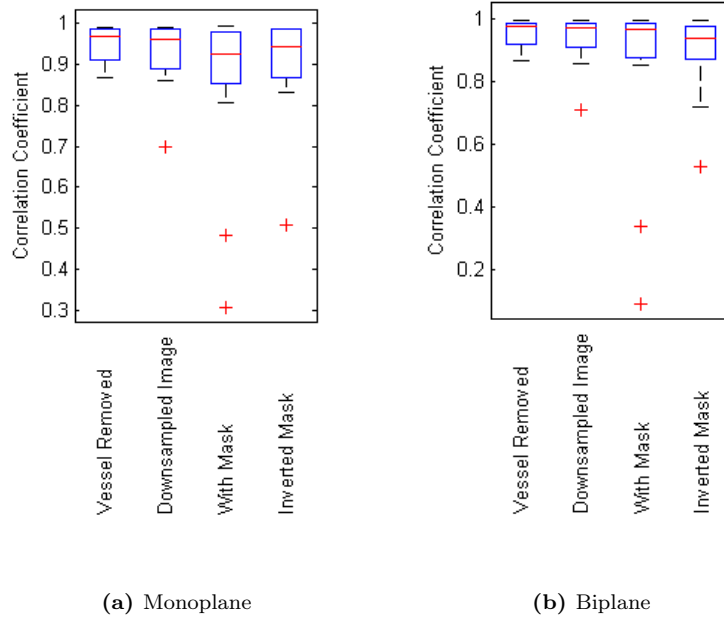 1
0.9
0.8
0.7
0.6
0.5
0.4
0.3
Correlation Coefficient
Vessel Removed
Downsampled Image
With Mask
Inverted Mask
(a) Monoplane
1
0.8
0.6
0.4
0.2
Correlation Coefficient
Vessel Removed
Downsampled Image
With Mask
Inverted Mask
(b) Biplane